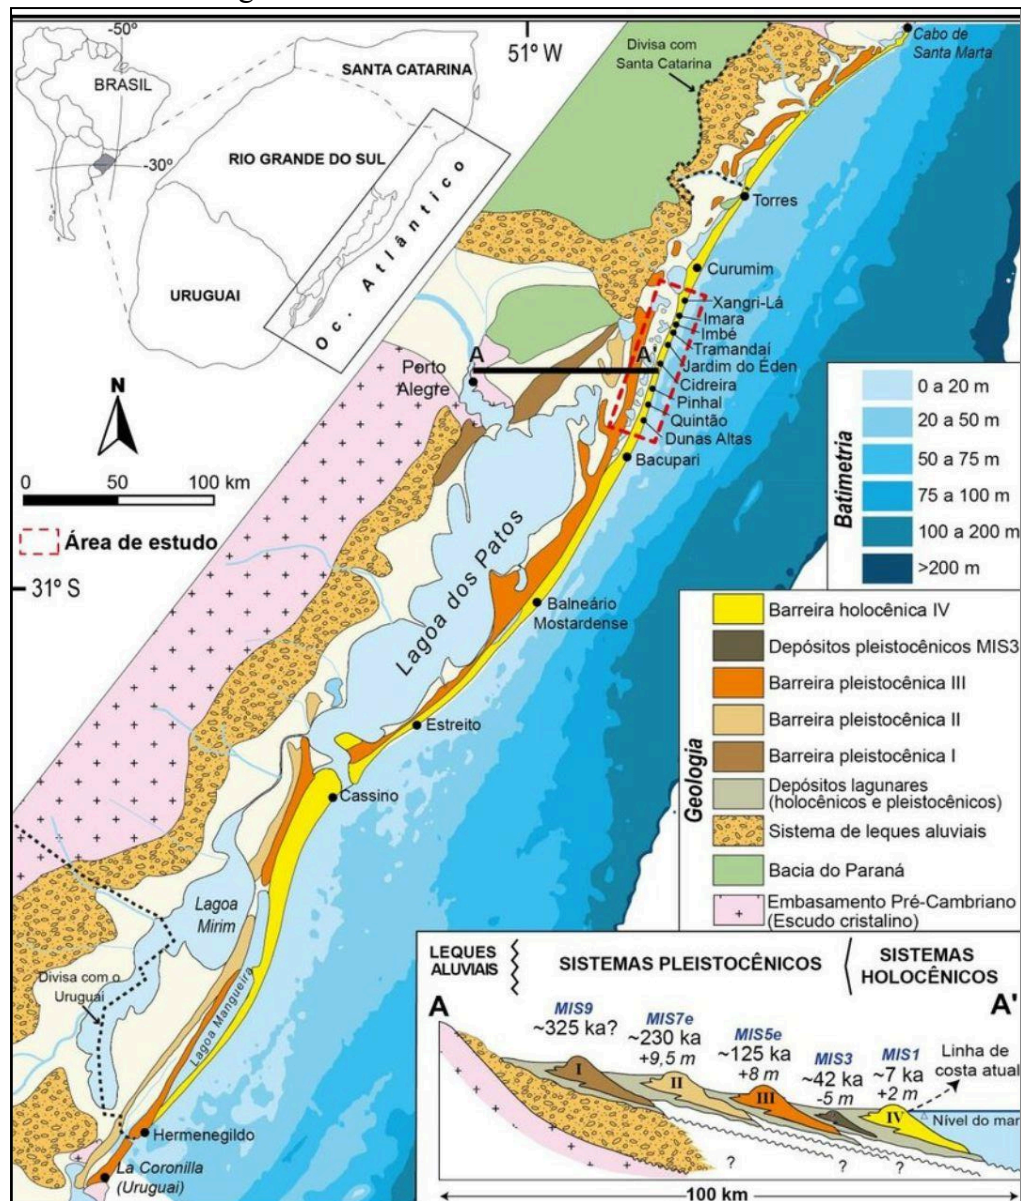 -50º
BRASIL
-30º
SANTA CATARINA
RIO GRANDE DO SUL
URUGUAI
Oc. Atlântico
51º W
Divisa com
Santa Catarina
Cabo de
Santa Marta
Torres
Curumim
Xangri-Lá
Imara
Imbé
Tramandaí
Jardim do Éden
Cidreira
Pinhal
Quintão
Dunas Altas
Bacupari
A
A'
Porto
Alegre
N
0 50 100 km
Área de estudo
31º S
Lagoa dos Patos
Balneário
Mostardense
Estreito
Cassino
Lagoa
Mirim
Divisa com o
Uruguai
Lagoa Mangueira
Hermenegildo
La Coronilla
(Uruguai)
Batimetria
0 a 20 m
20 a 50 m
50 a 75 m
75 a 100 m
100 a 200 m
>200 m
Geologia
Barreira holocênica IV
Depósitos pleistocênicos MIS3
Barreira pleistocênica III
Barreira pleistocênica II
Barreira pleistocênica I
Depósitos lagunares
(holocênicos e pleistocênicos)
Sistema de leques aluviais
Bacia do Paraná
Embasamento Pré-Cambriano
(Escudo cristalino)
LEQUES
ALUVIAIS
SISTEMAS PLEISTOCÊNICOS
SISTEMAS
HOLOCÊNICOS
A
A'
MIS9
~325 ka?
MIS7e
~230 ka
+9,5 m
MIS5e
~125 ka
+8 m
MIS3
~42 ka
-5 m
MIS1
~7 ka
+2 m
Linha de
costa atual
Nível do mar
I
II
III
IV
? ? ?
100 km